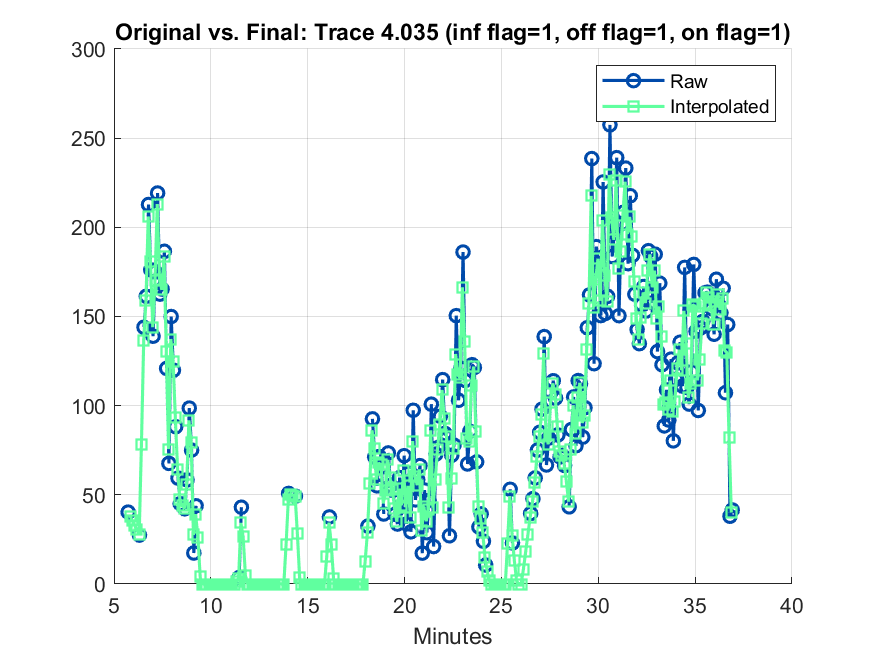 Original vs. Final: Trace 4.035 (inf flag=1, off flag=1, on flag=1)
300
250
200
150
100
50
0
Raw
Interpolated
5 10 15 20 25 30 35 40
Minutes